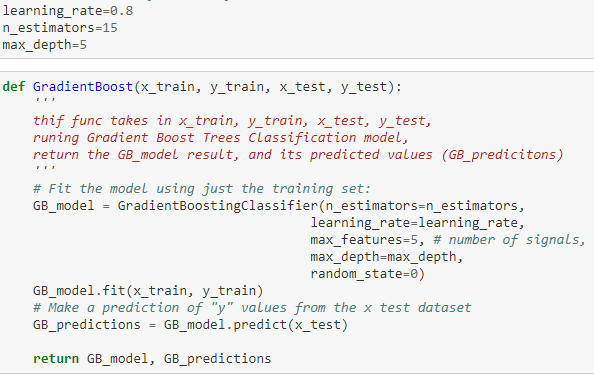 learning_rate=0.8
n_estimators=15
max_depth=5
def GradientBoost(x_train, y_train, x_test, y_test):
'''
thif func takes in x_train, y_train, x_test, y_test,
runing Gradient Boost Trees Classification model,
return the GB_model result, and its predicted values (GB_predicitons)
'''
# Fit the model using just the training set:
GB_model = GradientBoostingClassifier(n_estimators=n_estimators,
learning_rate=learning_rate,
max_features=5, # number of signals,
max_depth=max_depth,
random_state=0)
GB_model.fit(x_train, y_train)
# Make a prediction of "y" values from the x test dataset
GB_predictions = GB_model.predict(x_test)
return GB_model, GB_predictions